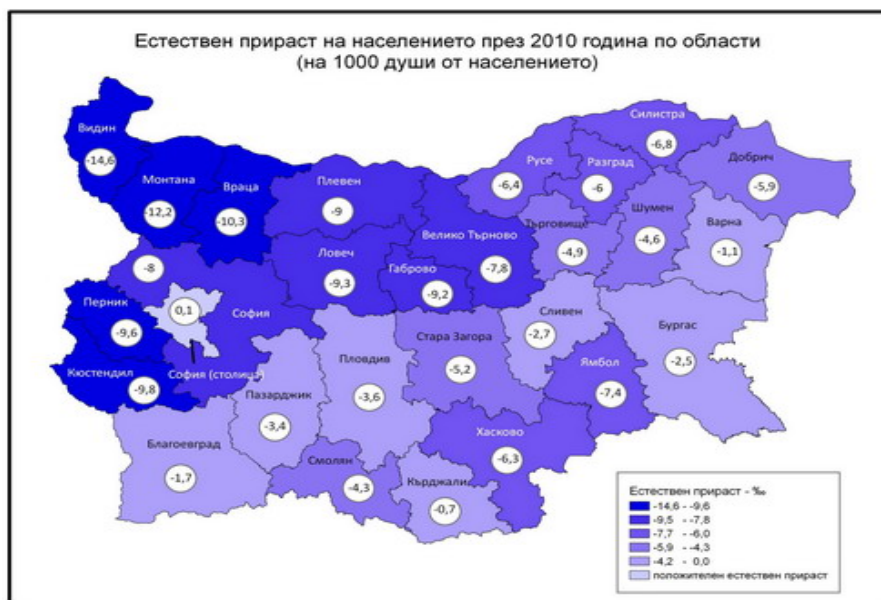 Естествен прираст на населението през 2010 година по области
(на 1000 души от населението)
Видин
-14,6
Монтана
-12,2
Враца
-10,3
Плевен
-9
Силистра
-6,8
Русе
-6,4
Разград
-6
Добрич
-5,9
Шумен
-4,6
Варна
-1,1
Търговище
-4,9
Велико Търново
-7,8
Ловеч
-9,3
Габрово
-9,2
-8
София
0,1
София (столица)
Перник
-9,6
Кюстендил
-9,8
Благоевград
-1,7
Пазарджик
-3,4
Пловдив
-3,6
Стара Загора
-5,2
Сливен
-2,7
Бургас
-2,5
Ямбол
-7,4
Хасково
-6,3
Смолян
-4,3
Кърджали
-0,7
Естествен прираст - ‰
-14,6 - -9,6
-9,5 - -7,8
-7,7 - -6,0
-5,9 - -4,3
-4,2 - 0,0
положителен естествен прираст